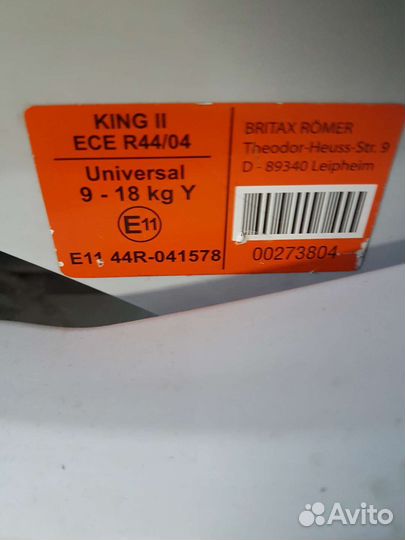 KING II
ECE R44/04
Universal
9 - 18 kg Y
E11
E11 44R-041578
BRITAX RÖMER
Theodor-Heuss-Str. 9
D - 89340 Leipheim
00273804
Avito